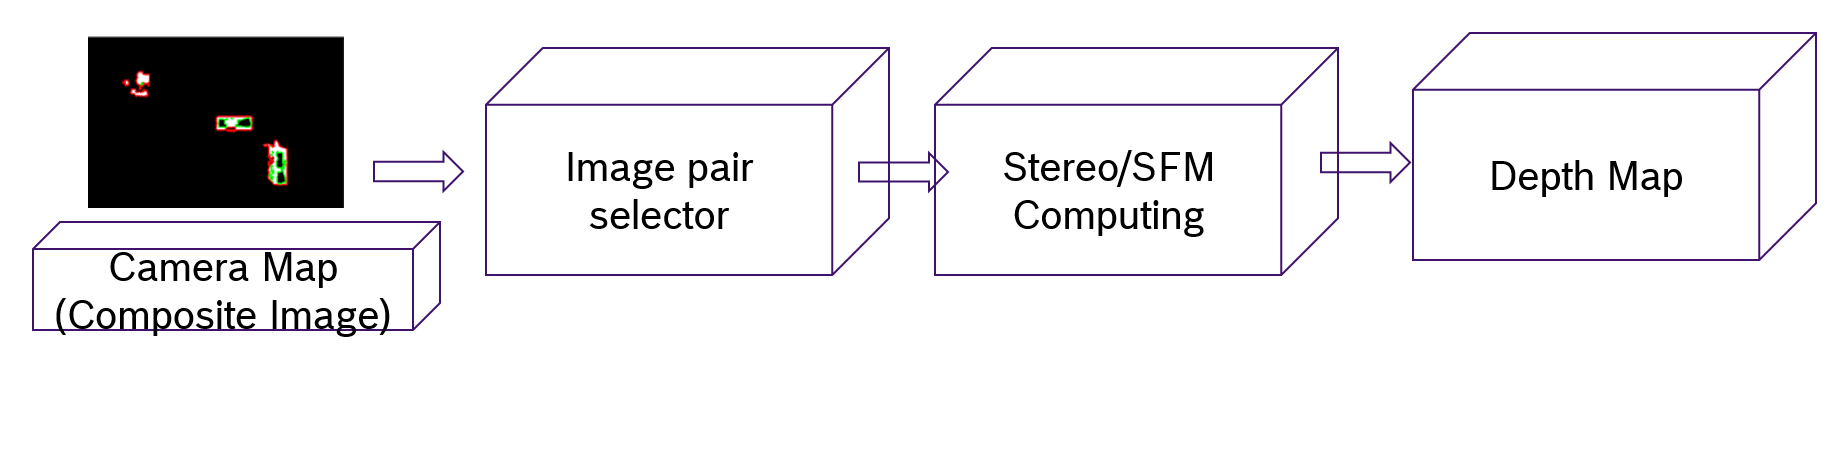 Camera Map
(Composite Image)
Image pair
selector
Stereo/SFM
Computing
Depth Map